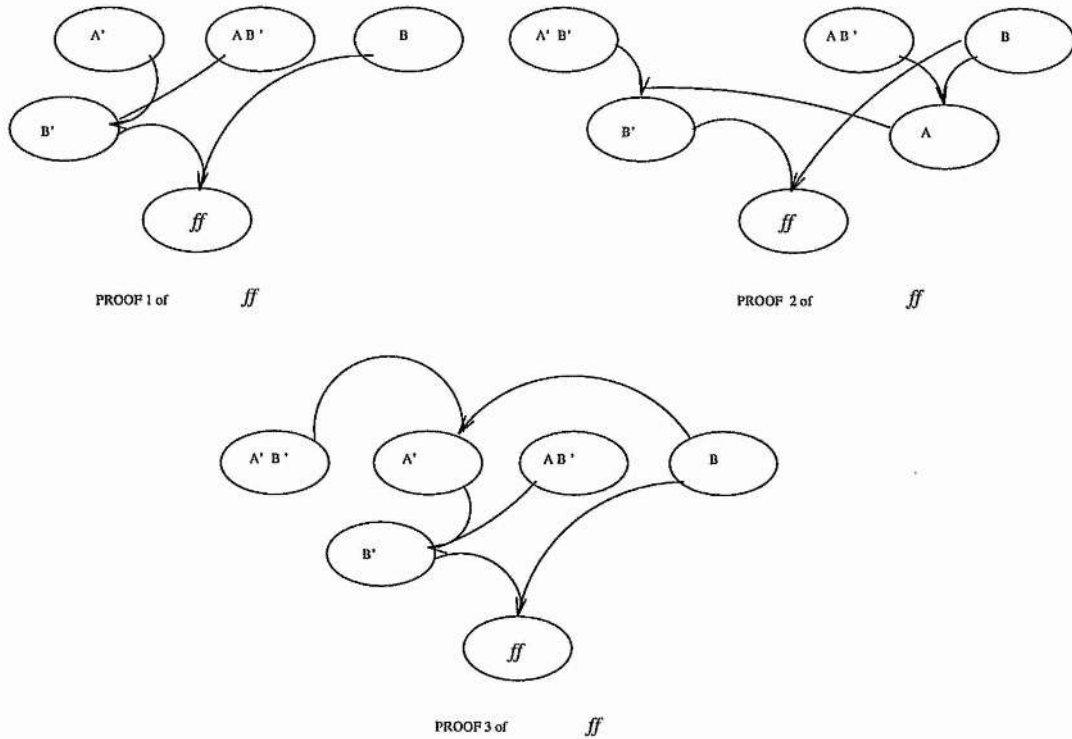 A' A B ' B
B'
ff
PROOF 1 of ff
A' B' A B ' B
B' A
ff
PROOF 2 of ff
A' B ' A' A B ' B
B'
ff
PROOF 3 of ff